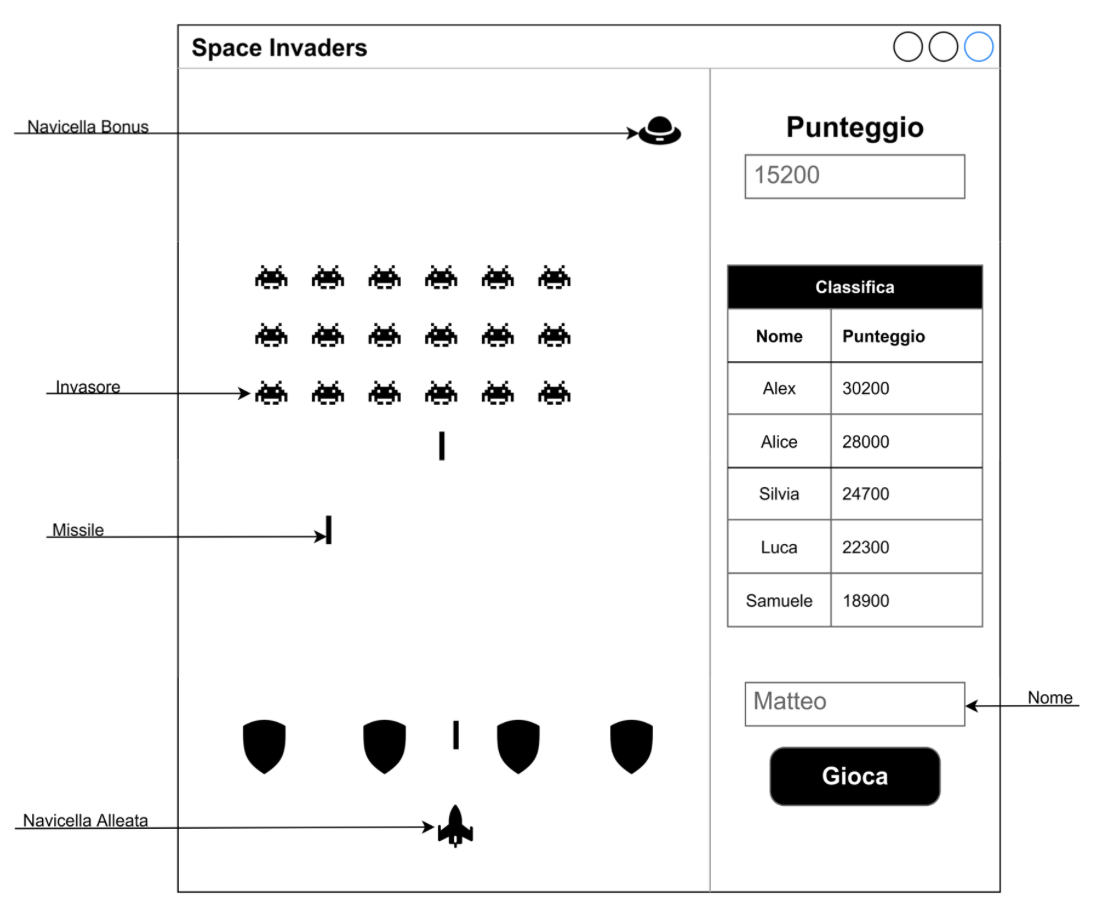 Space Invaders
Navicella Bonus
Punteggio
15200
Classifica
Nome Punteggio
Alex 30200
Invasore
Alice 28000
Silvia 24700
Missile
Luca 22300
Samuele 18900
Matteo
Nome
Gioca
Navicella Alleata